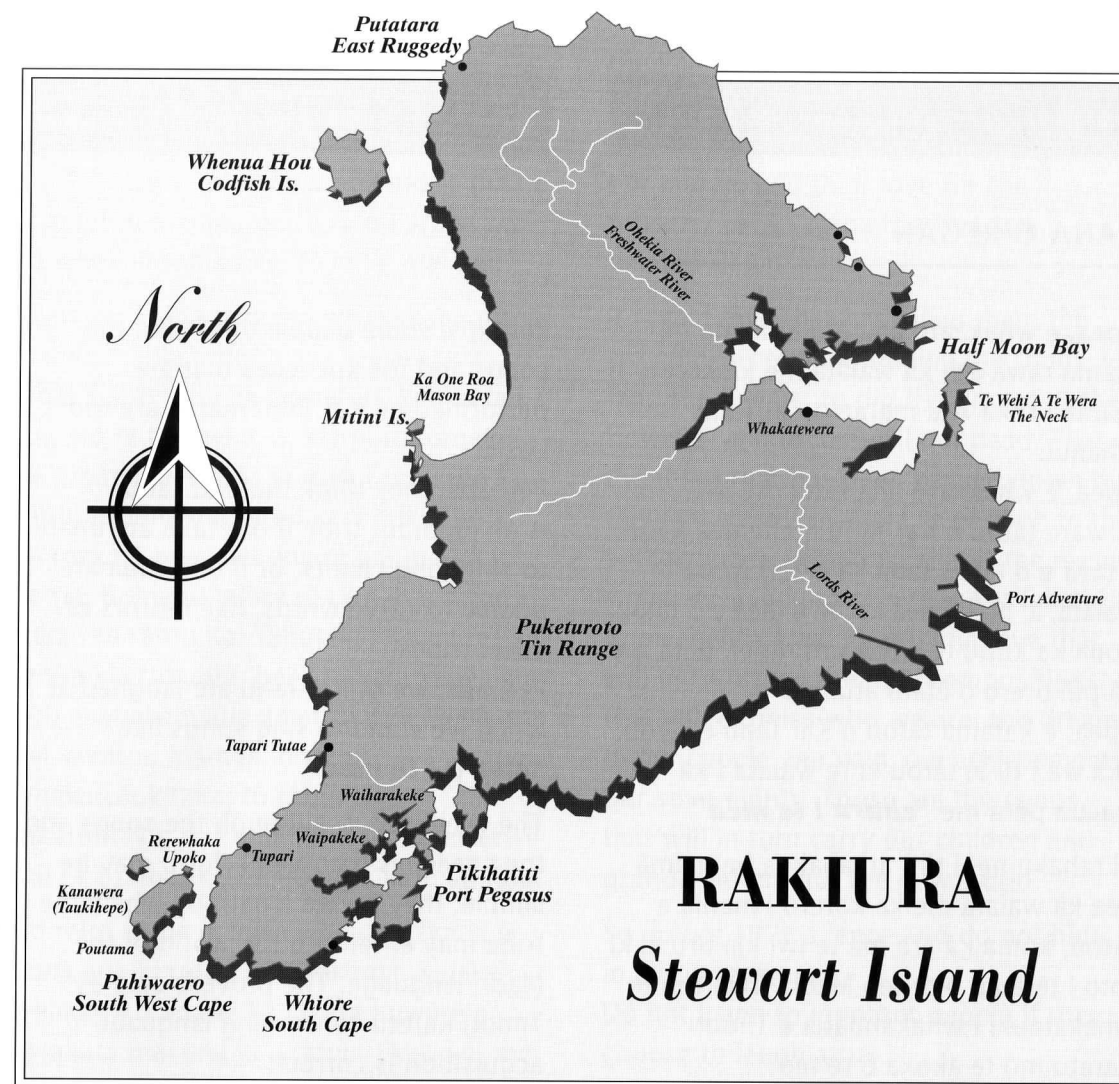 Putatara
East Ruggedy
Whenua Hou
Codfish Is.
North
Ohekia River
Freshwater River
Half Moon Bay
Ka One Roa
Mason Bay
Mitini Is.
Te Wehi A Te Wera
The Neck
Whakatewera
Lords River
Port Adventure
Puketuroto
Tin Range
Tapari Tutae
Waiharakeke
Waipakeke
Rerewhaka
Upoko
Tupari
Kanawera
(Taukihepe)
Pikihatiti
Port Pegasus
Poutama
Puhiwaero
South West Cape
Whiore
South Cape
RAKIURA
Stewart Island